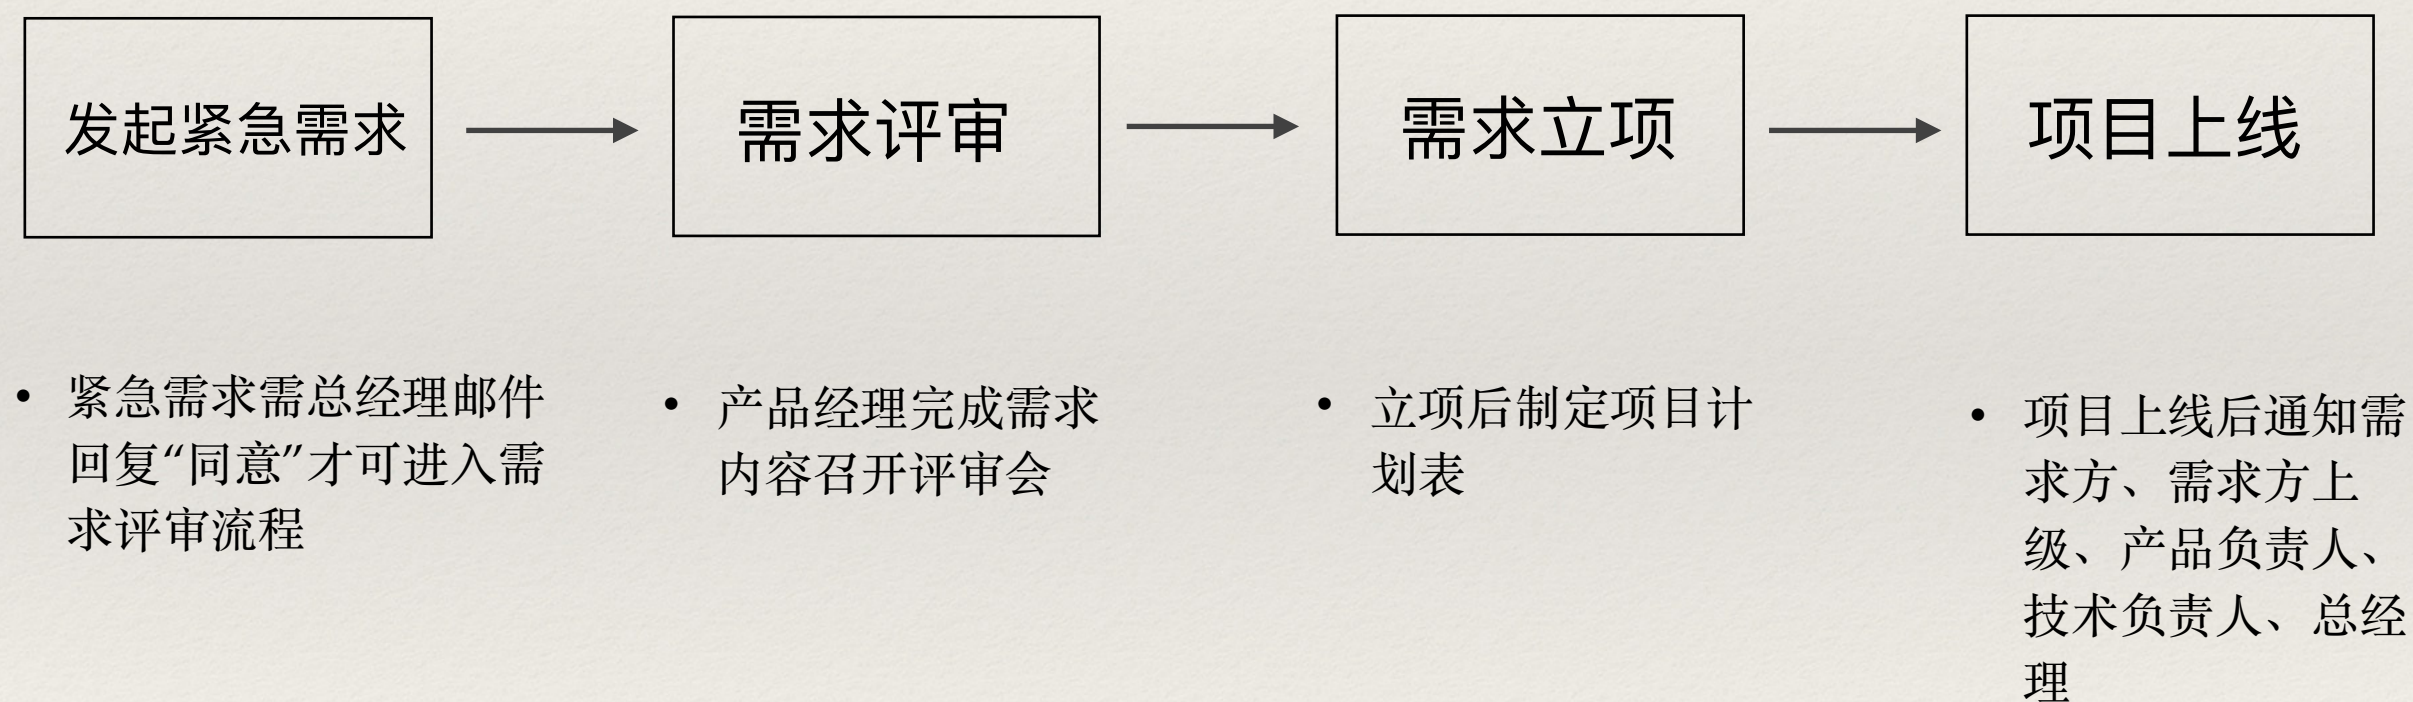 发起紧急需求
需求评审
需求立项
项目上线
• 紧急需求需总经理邮件
回复“同意”才可进入需
求评审流程
• 产品经理完成需求
内容召开评审会
• 立项后制定项目计
划表
• 项目上线后通知需
求方、需求方上
级、产品负责人、
技术负责人、总经
理